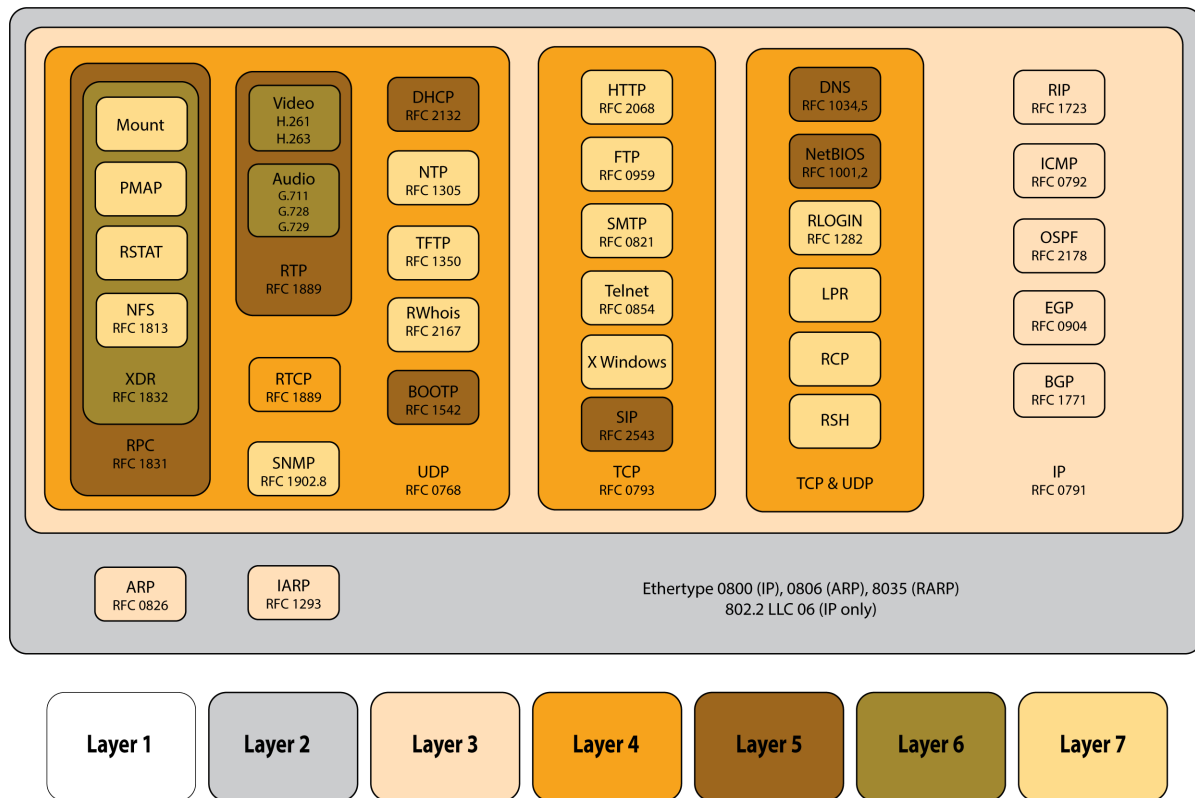 Mount
PMAP
RSTAT
NFS
RFC 1813
XDR
RFC 1832
RPC
RFC 1831
Video
H.261
H.263
Audio
G.711
G.728
G.729
RTP
RFC 1889
RTCP
RFC 1889
SNMP
RFC 1902.8
DHCP
RFC 2132
NTP
RFC 1305
TFTP
RFC 1350
RWhois
RFC 2167
BOOTP
RFC 1542
UDP
RFC 0768
HTTP
RFC 2068
FTP
RFC 0959
SMTP
RFC 0821
Telnet
RFC 0854
X Windows
SIP
RFC 2543
TCP
RFC 0793
DNS
RFC 1034,5
NetBIOS
RFC 1001,2
RLOGIN
RFC 1282
LPR
RCP
RSH
TCP & UDP
RIP
RFC 1723
ICMP
RFC 0792
OSPF
RFC 2178
EGP
RFC 0904
BGP
RFC 1771
IP
RFC 0791
ARP
RFC 0826
IARP
RFC 1293
Ethertype 0800 (IP), 0806 (ARP), 8035 (RARP)
802.2 LLC 06 (IP only)
Layer 1
Layer 2
Layer 3
Layer 4
Layer 5
Layer 6
Layer 7